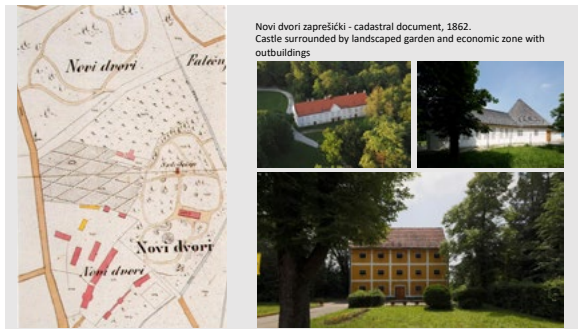 Novi dvori zaprešićki - cadastral document, 1862.
Castle surrounded by landscaped garden and economic zone with
outbuildings
Novi dvori.
Novi dvori
Novi dvori